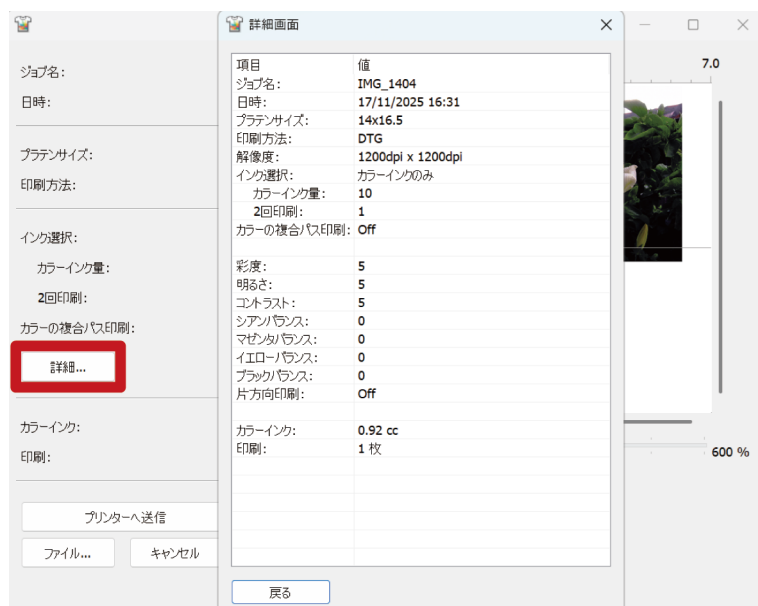 ジョブ名:
日時:
プラテンサイズ:
印刷方法:
インク選択:
カラーインク量:
2回印刷:
カラーの複合パス印刷:
詳細...
カラーインク:
印刷:
プリンターへ送信
ファイル...
キャンセル
詳細画面
項目 値
ジョブ名: IMG_1404
日時: 17/11/2025 16:31
プラテンサイズ: 14x16.5
印刷方法: DTG
解像度: 1200dpi x 1200dpi
インク選択: カラーインクのみ
カラーインク量: 10
2回印刷: 1
カラーの複合パス印刷: Off
彩度: 5
明るさ: 5
コントラスト: 5
シアンバランス: 0
マゼンタバランス: 0
イエローバランス: 0
ブラックバランス: 0
片方向印刷: Off
カラーインク: 0.92 cc
印刷: 1 枚
戻る
7.0
600 %